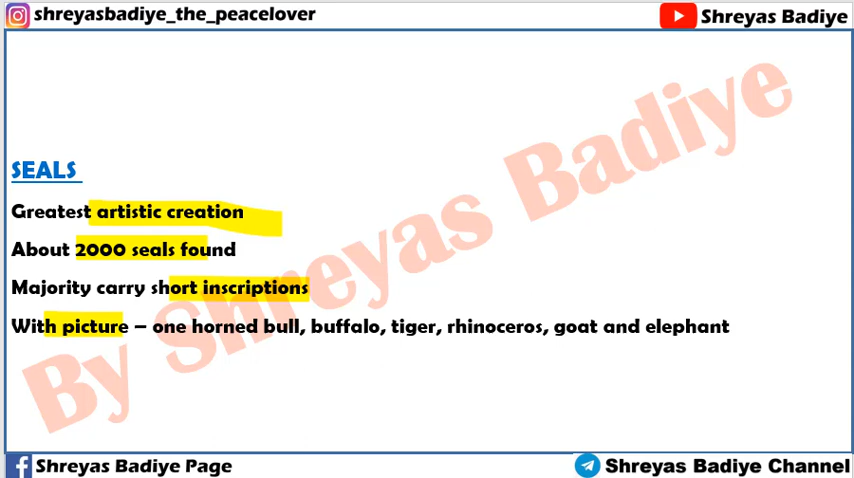 shreyasbadiye_the_peacelover
Shreyas Badiye
SEALS
Greatest artistic creation
About 2000 seals found
Majority carry short inscriptions
With picture – one horned bull, buffalo, tiger, rhinoceros, goat and elephant
By Shreyas Badiye
Shreyas Badiye Page
Shreyas Badiye Channel